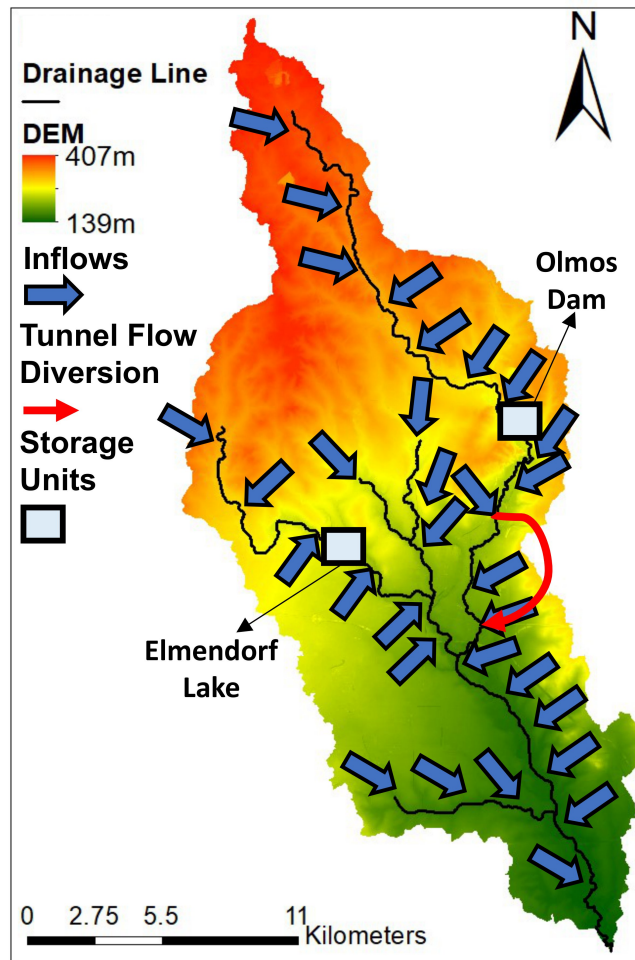 N
Drainage Line
DEM
407m
139m
Inflows
Tunnel Flow
Diversion
Storage
Units
Olmos
Dam
Elmendorf
Lake
0 2.75 5.5 11
Kilometers